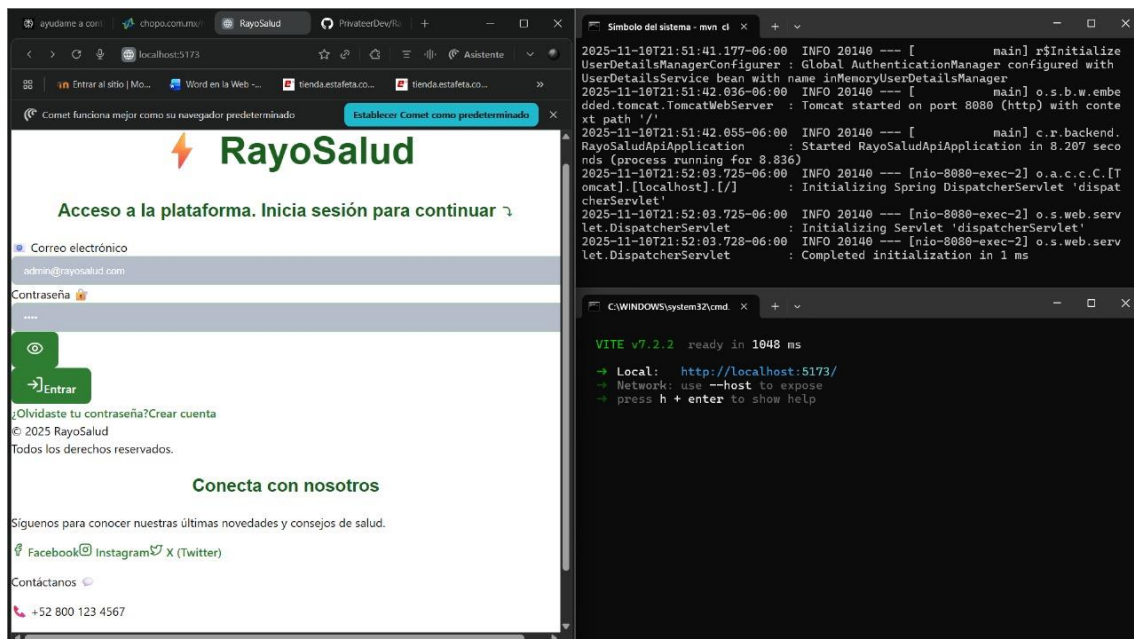 ayudame a cont
chopo.com.mx/
RayoSalud
PrivateerDev/Ra
localhost:5173
Asistente
Entrar al sitio | Mo...
Word en la Web -...
tienda.estafeta.co...
tienda.estafeta.co...
»
Comet funciona mejor como su navegador predeterminado
Establecer Comet como predeterminado
RayoSalud
Acceso a la plataforma. Inicia sesión para continuar
Correo electrónico
admin@rayosalud.com
Contraseña
••••
Entrar
¿Olvidaste tu contraseña?Crear cuenta
© 2025 RayoSalud
Todos los derechos reservados.
Conecta con nosotros
Síguenos para conocer nuestras últimas novedades y consejos de salud.
Facebook Instagram X (Twitter)
Contáctanos
+52 800 123 4567
Símbolo del sistema - mvn cl
2025-11-10T21:51:41.177-06:00  INFO 20140 --- [           main] r$Initialize
UserDetailsManagerConfigurer : Global AuthenticationManager configured with
UserDetailsService bean with name inMemoryUserDetailsManager
2025-11-10T21:51:42.036-06:00  INFO 20140 --- [           main] o.s.b.w.embe
dded.tomcat.TomcatWebServer  : Tomcat started on port 8080 (http) with conte
xt path '/'
2025-11-10T21:51:42.055-06:00  INFO 20140 --- [           main] c.r.backend.
RayoSaludApiApplication      : Started RayoSaludApiApplication in 8.207 seco
nds (process running for 8.836)
2025-11-10T21:52:03.725-06:00  INFO 20140 --- [nio-8080-exec-2] o.a.c.c.C.[T
omcat].[localhost].[/]       : Initializing Spring DispatcherServlet 'dispat
cherServlet'
2025-11-10T21:52:03.725-06:00  INFO 20140 --- [nio-8080-exec-2] o.s.web.serv
let.DispatcherServlet        : Initializing Servlet 'dispatcherServlet'
2025-11-10T21:52:03.728-06:00  INFO 20140 --- [nio-8080-exec-2] o.s.web.serv
let.DispatcherServlet        : Completed initialization in 1 ms
C:\WINDOWS\system32\cmd.
VITE v7.2.2  ready in 1048 ms
➜  Local:   http://localhost:5173/
➜  Network: use --host to expose
➜  press h + enter to show help